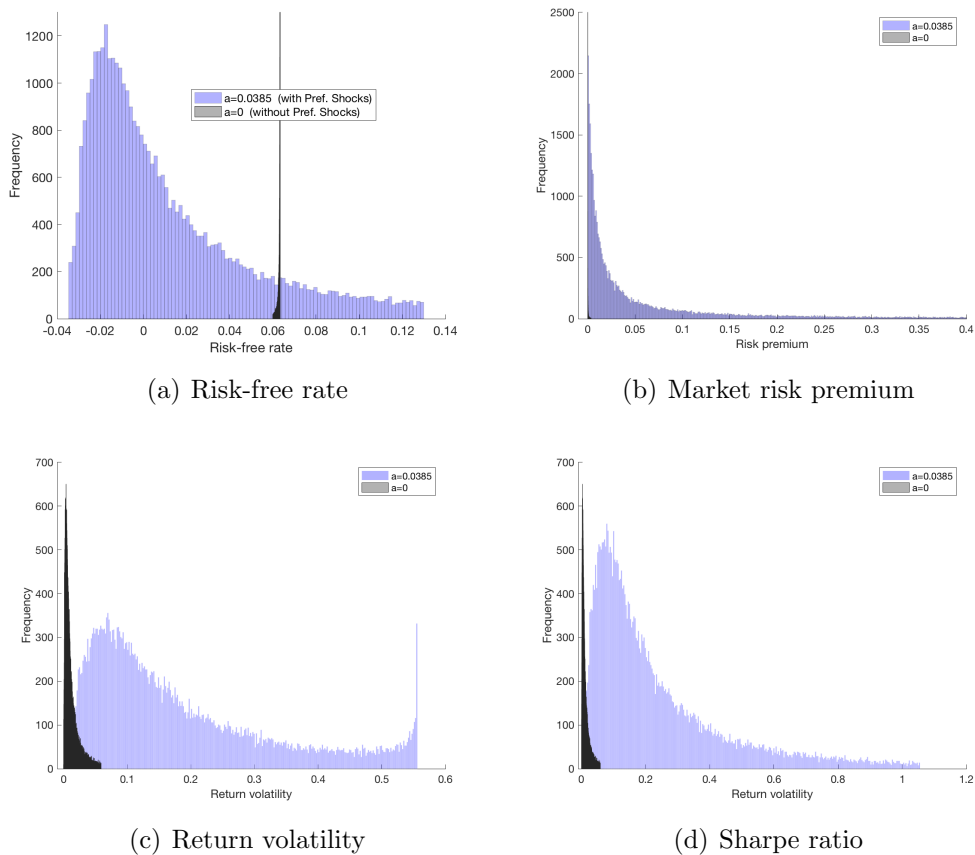 1200
1000
800
600
400
200
0
Frequency
a=0.0385 (with Pref. Shocks)
a=0 (without Pref. Shocks)
-0.04 -0.02 0 0.02 0.04 0.06 0.08 0.1 0.12 0.14
Risk-free rate
(a) Risk-free rate
2500
2000
1500
1000
500
0
Frequency
a=0.0385
a=0
0 0.05 0.1 0.15 0.2 0.25 0.3 0.35 0.4
Risk premium
(b) Market risk premium
700
600
500
400
300
200
100
0
Frequency
a=0.0385
a=0
0 0.1 0.2 0.3 0.4 0.5 0.6
Return volatility
(c) Return volatility
700
600
500
400
300
200
100
0
Frequency
a=0.0385
a=0
0 0.2 0.4 0.6 0.8 1 1.2
Return volatility
(d) Sharpe ratio